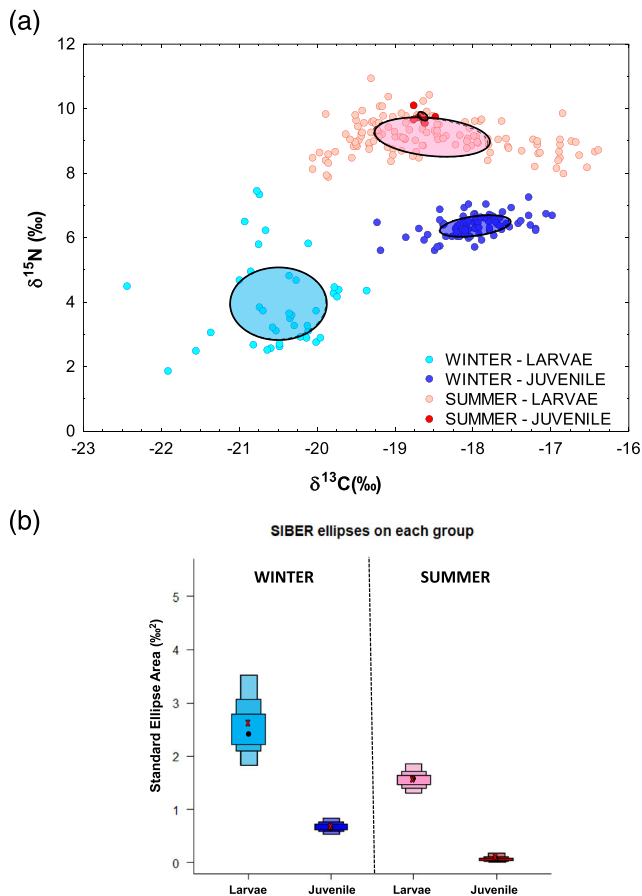 (a)
12
10
8
6
4
2
0
δ15N (‰)
WINTER - LARVAE
WINTER - JUVENILE
SUMMER - LARVAE
SUMMER - JUVENILE
-23 -22 -21 -20 -19 -18 -17 -16
δ13C(‰)
(b)
SIBER ellipses on each group
WINTER SUMMER
5
4
3
2
1
0
Standard Ellipse Area (‰²)
Larvae Juvenile Larvae Juvenile